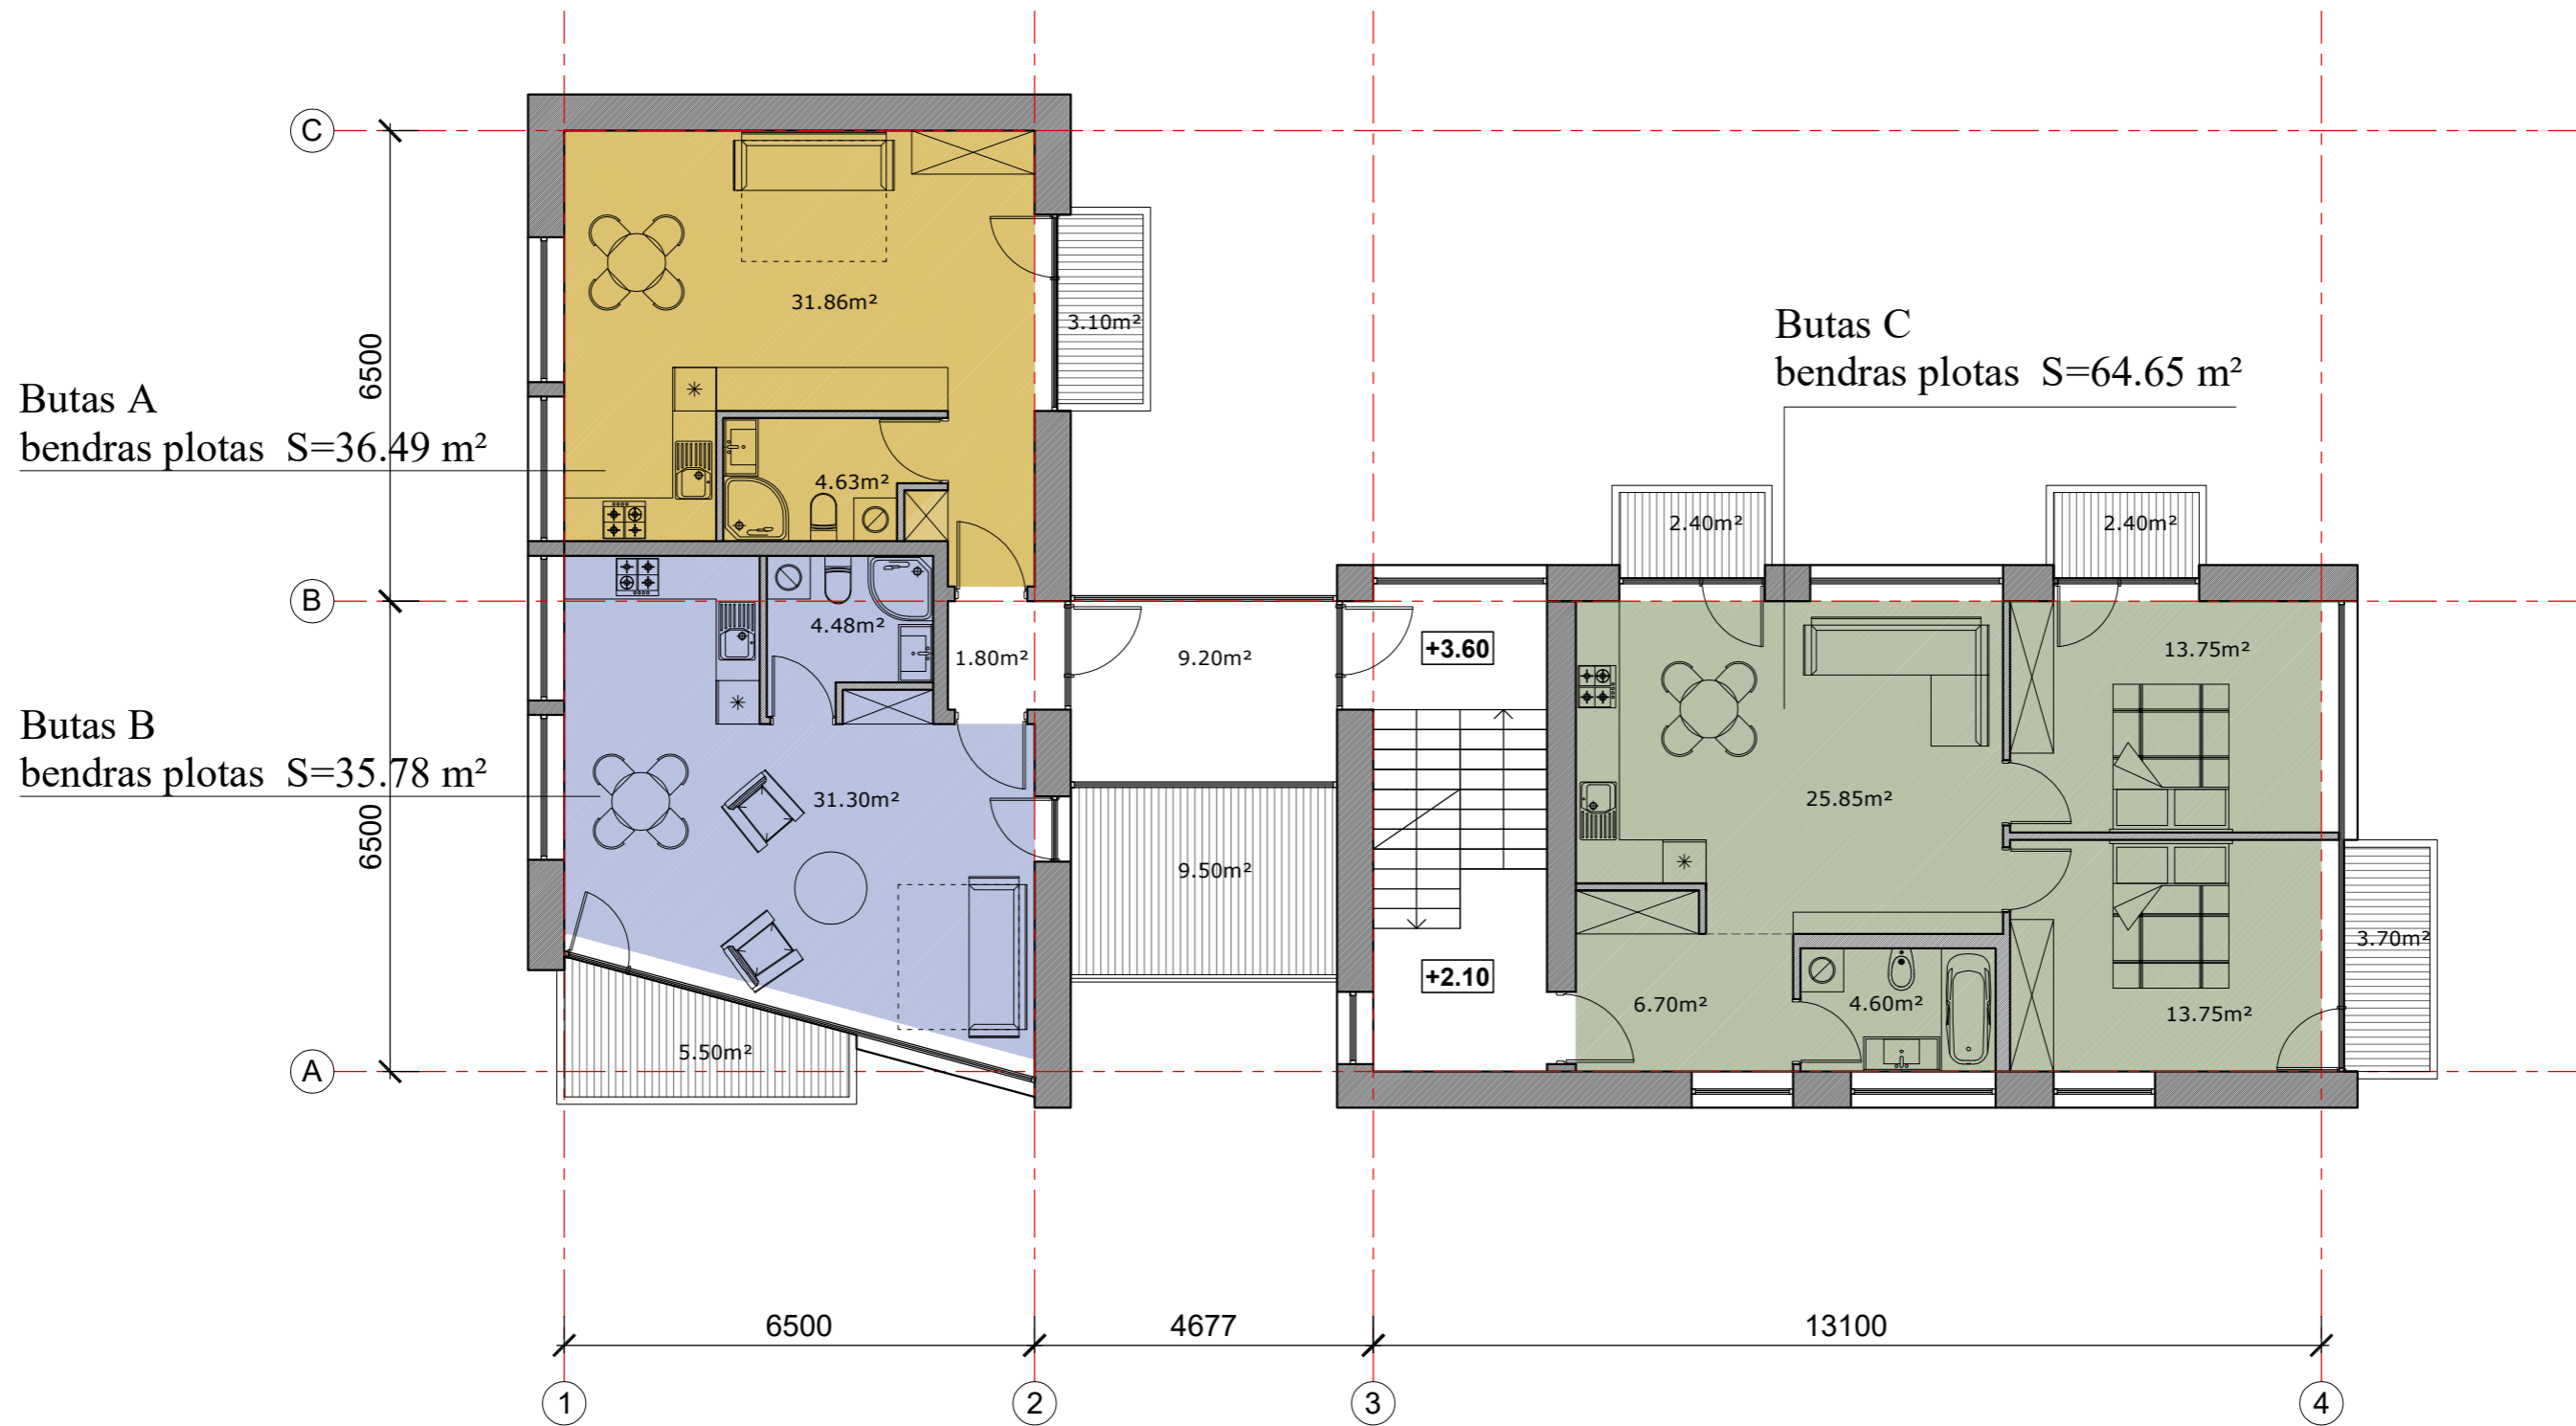 C
31.86m²
3.10m²
6500
Butas C
bendras plotas S=64.65 m²
Butas A
bendras plotas S=36.49 m²
4.63m²
2.40m²
2.40m²
B
4.48m²
1.80m²
9.20m²
+3.60
13.75m²
Butas B
bendras plotas S=35.78 m²
6500
31.30m²
25.85m²
9.50m²
3.70m²
+2.10
6.70m²
4.60m²
13.75m²
5.50m²
A
6500
4677
13100
1
2
3
4